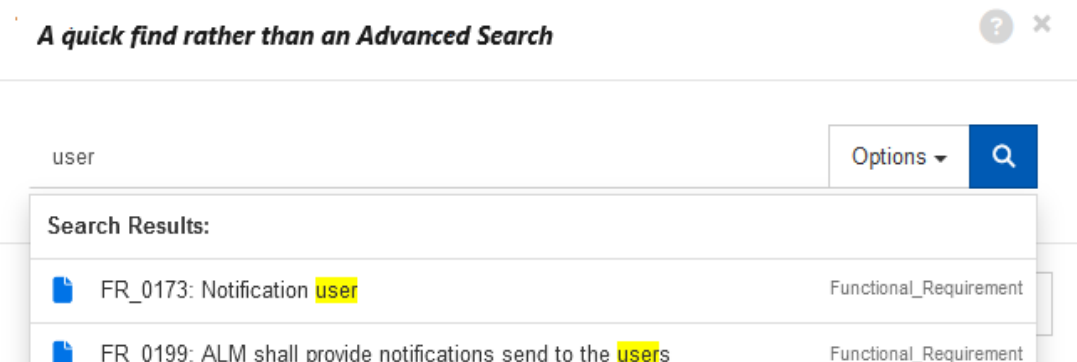 A quick find rather than an Advanced Search
?
×
user
Options
Search Results:
FR_0173: Notification user
Functional_Requirement
FR_0199: ALM shall provide notifications send to the users
Functional_Requirement